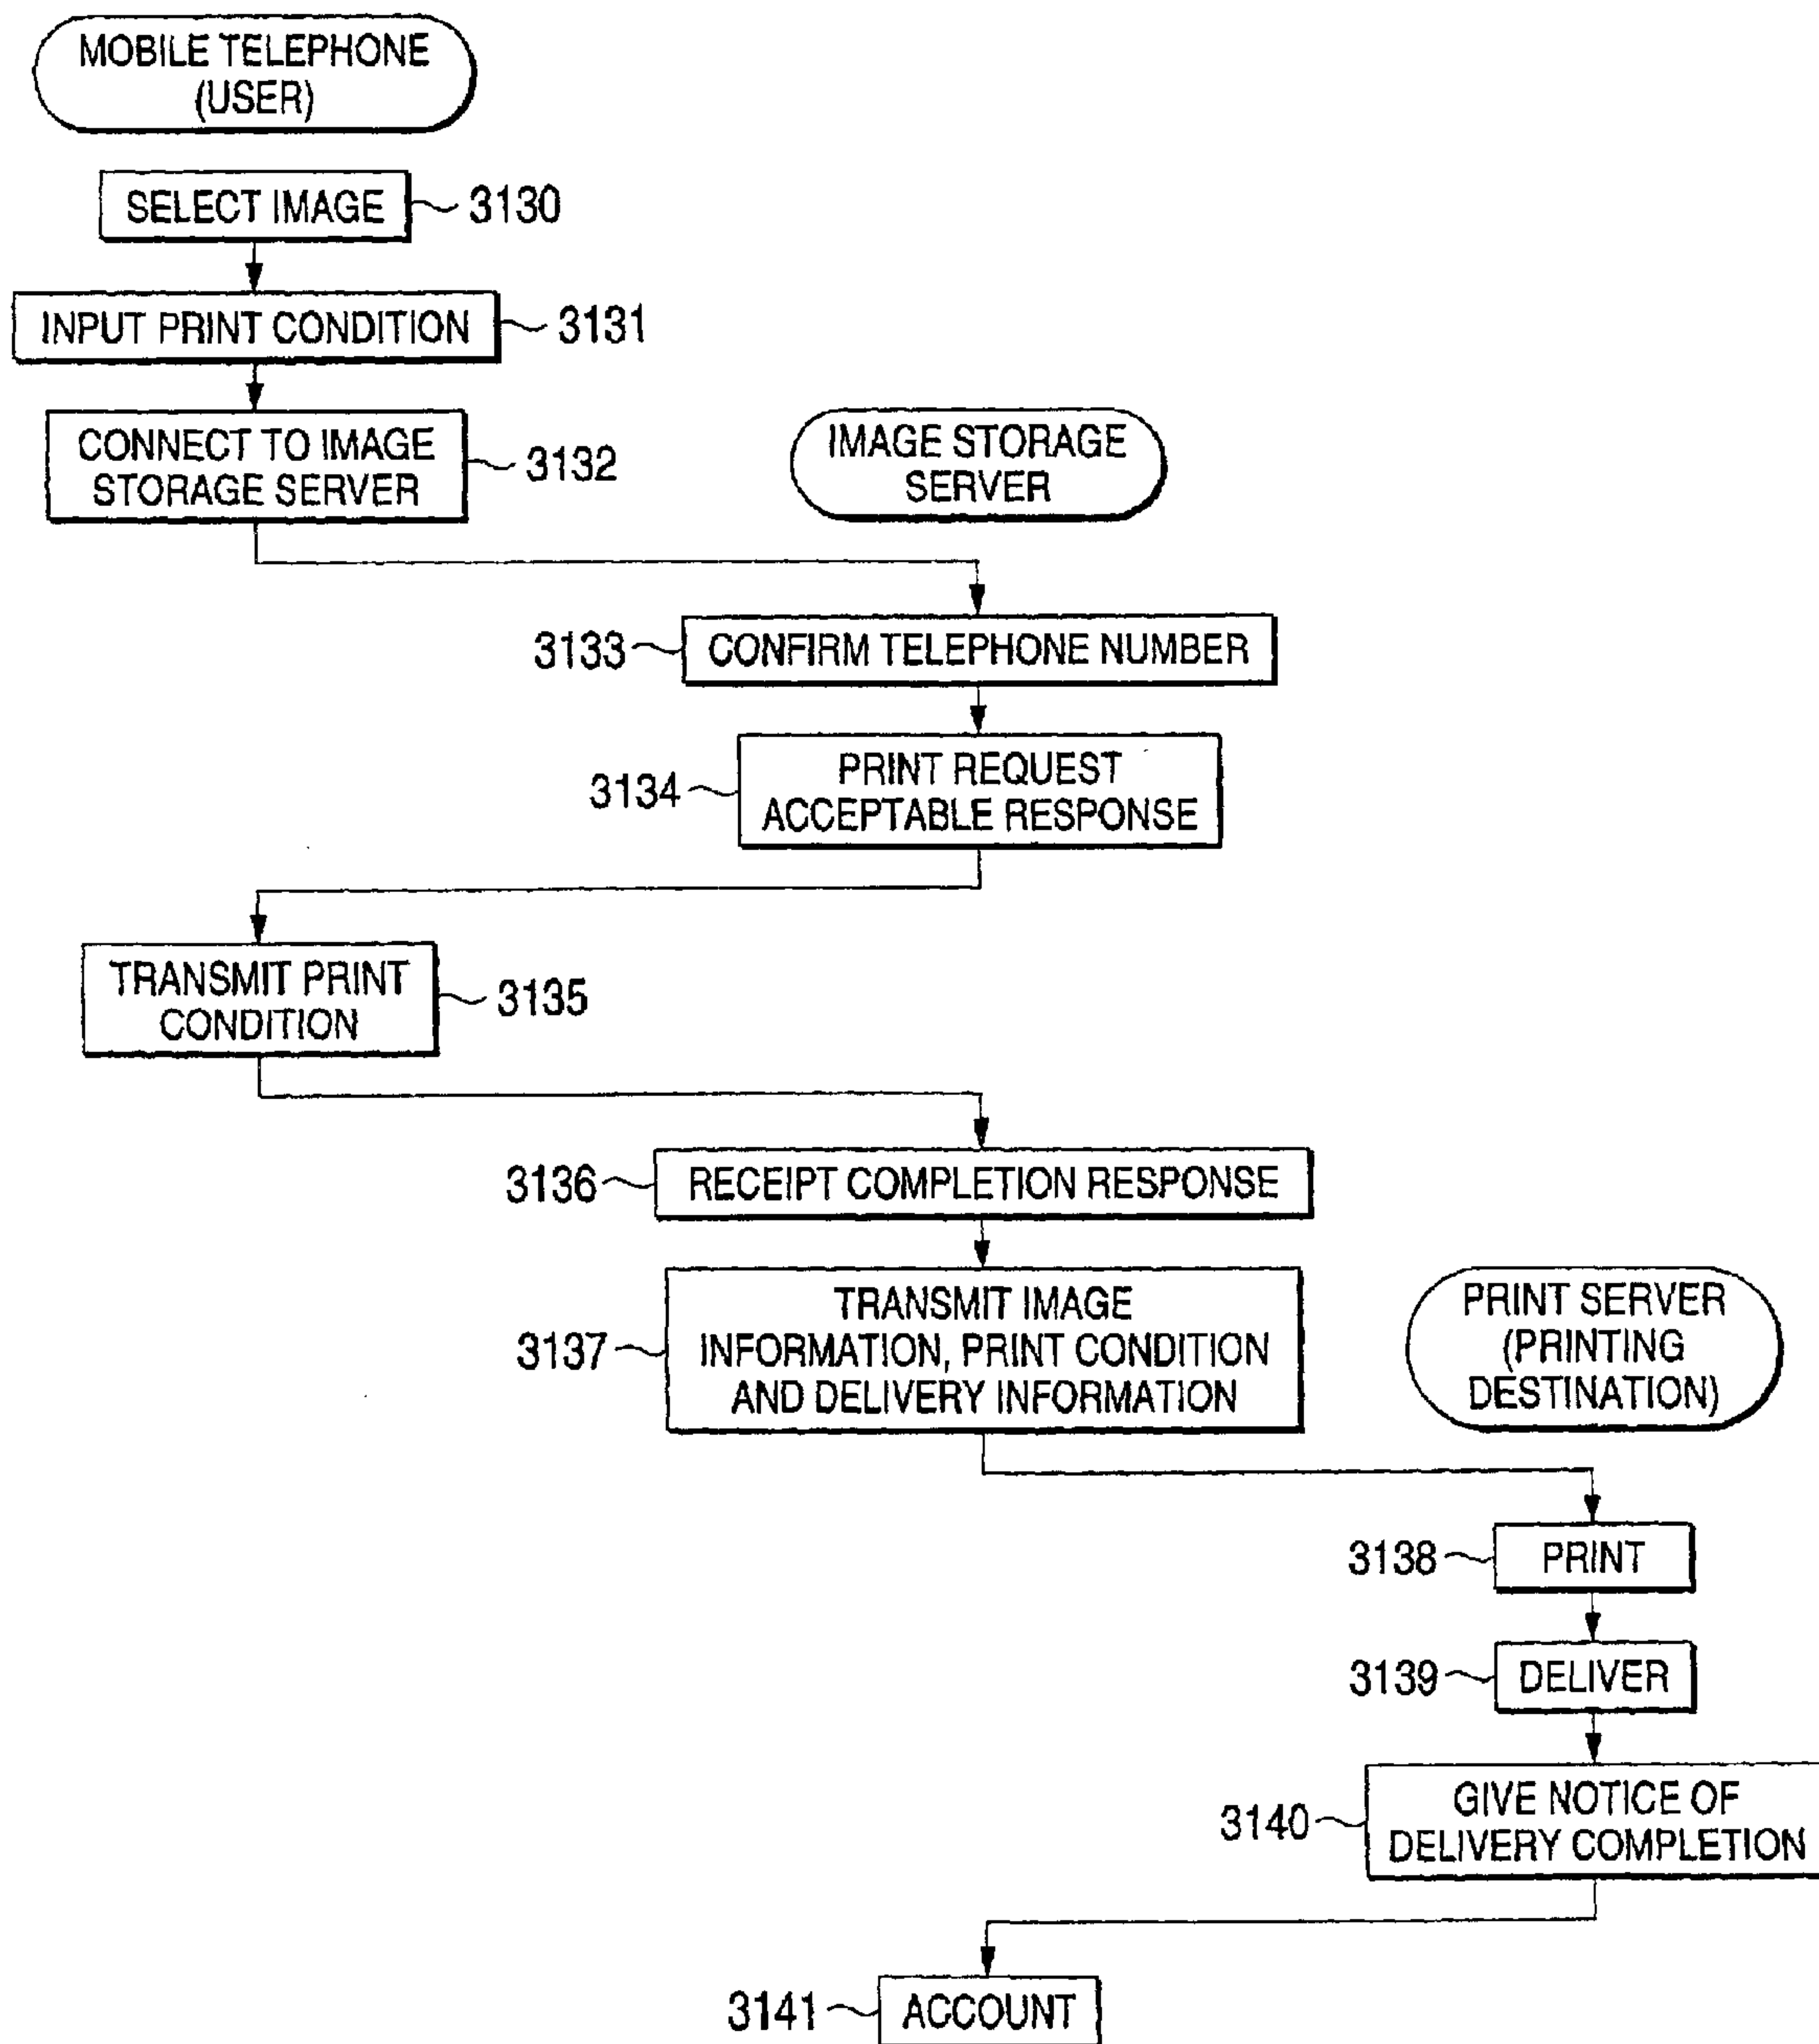 MOBILE TELEPHONE
(USER)
SELECT IMAGE
3130
INPUT PRINT CONDITION
3131
CONNECT TO IMAGE
STORAGE SERVER
3132
IMAGE STORAGE
SERVER
3133
CONFIRM TELEPHONE NUMBER
3134
PRINT REQUEST
ACCEPTABLE RESPONSE
TRANSMIT PRINT
CONDITION
3135
3136
RECEIPT COMPLETION RESPONSE
3137
TRANSMIT IMAGE
INFORMATION, PRINT CONDITION
AND DELIVERY INFORMATION
PRINT SERVER
(PRINTING
DESTINATION)
3138
PRINT
3139
DELIVER
3140
GIVE NOTICE OF
DELIVERY COMPLETION
3141
ACCOUNT